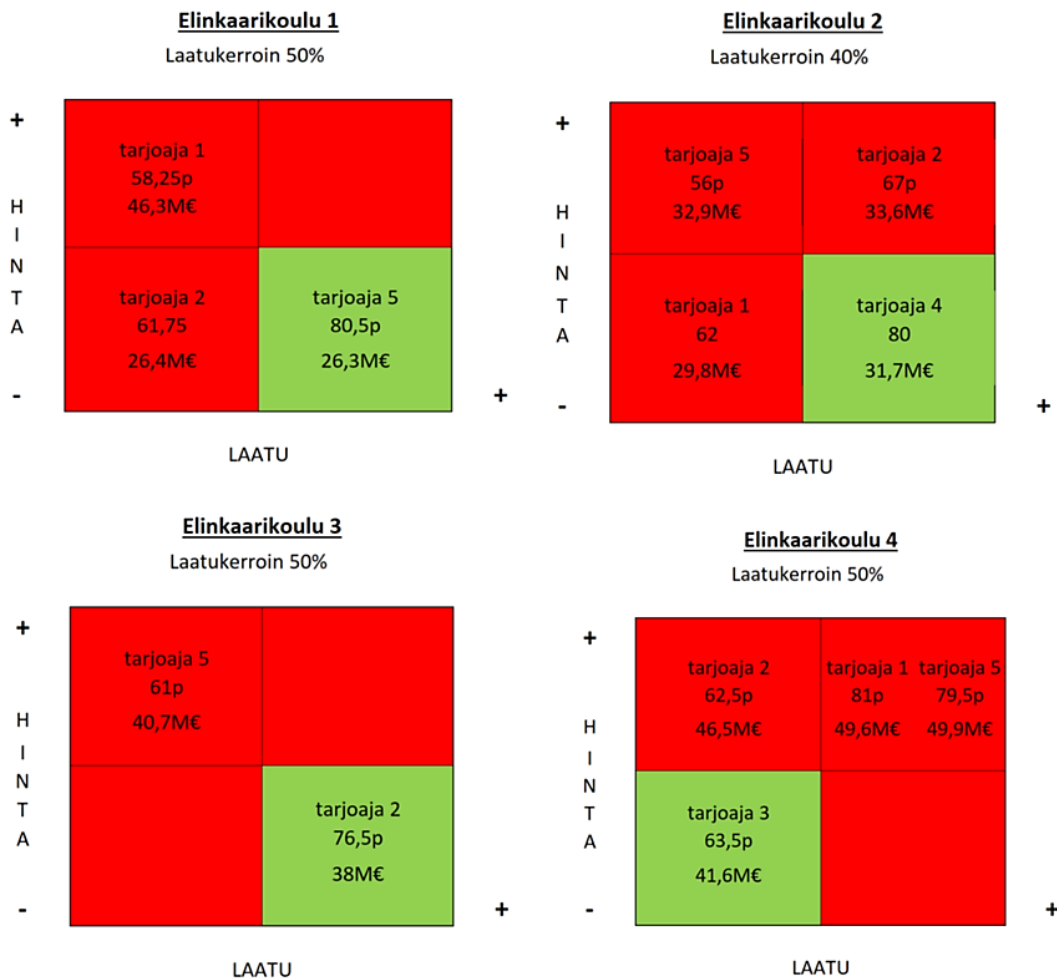 Elinkaarikoulu 1
Laatukerroin 50%
+
H
I
N
T
A
-
tarjoaja 1
58,25p
46,3M€
tarjoaja 2
61,75
26,4M€
tarjoaja 5
80,5p
26,3M€
+
LAATU
Elinkaarikoulu 2
Laatukerroin 40%
+
H
I
N
T
A
-
tarjoaja 5
56p
32,9M€
tarjoaja 2
67p
33,6M€
tarjoaja 1
62
29,8M€
tarjoaja 4
80
31,7M€
+
LAATU
Elinkaarikoulu 3
Laatukerroin 50%
+
H
I
N
T
A
-
tarjoaja 5
61p
40,7M€
tarjoaja 2
76,5p
38M€
+
LAATU
Elinkaarikoulu 4
Laatukerroin 50%
+
H
I
N
T
A
-
tarjoaja 2
62,5p
46,5M€
tarjoaja 1
81p
49,6M€
tarjoaja 5
79,5p
49,9M€
tarjoaja 3
63,5p
41,6M€
+
LAATU